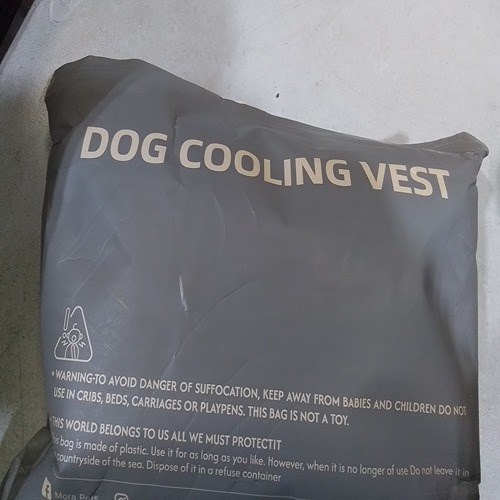 DOG COOLING VEST
• WARNING-TO AVOID DANGER OF SUFFOCATION, KEEP AWAY FROM BABIES AND CHILDREN DO NOT
USE IN CRIBS, BEDS, CARRIAGES OR PLAYPENS. THIS BAG IS NOT A TOY.
THIS WORLD BELONGS TO US ALL WE MUST PROTECTIT
bag is made of plastic. Use it for as long as you like. However, when it is no longer of use Do not leave it in
countryside of the sea. Dispose of it in a refuse container
Mora